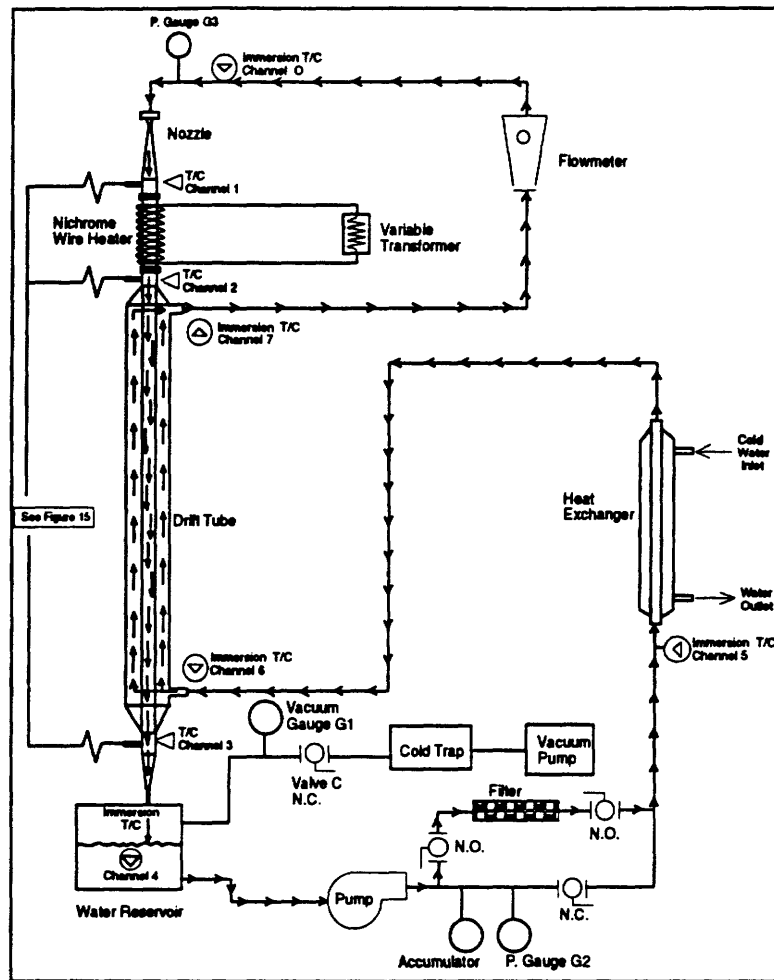 P. Gauge G3
Immersion T/C
Channel O
Nozzle
Flowmeter
T/C
Channel 1
Nichrome
Wire Heater
Variable
Transformer
T/C
Channel 2
Immersion T/C
Channel 7
Cold
Water
Inlet
Heat
Exchanger
See Figure 15
Drift Tube
Water
Outlet
Immersion T/C
Channel 5
Immersion T/C
Channel 6
Vacuum
Gauge G1
T/C
Channel 3
Cold Trap
Vacuum
Pump
Valve C
N.C.
Filter
Immersion
T/C
N.O.
N.O.
Channel 4
Pump
N.C.
Water Reservoir
Accumulator
P. Gauge G2